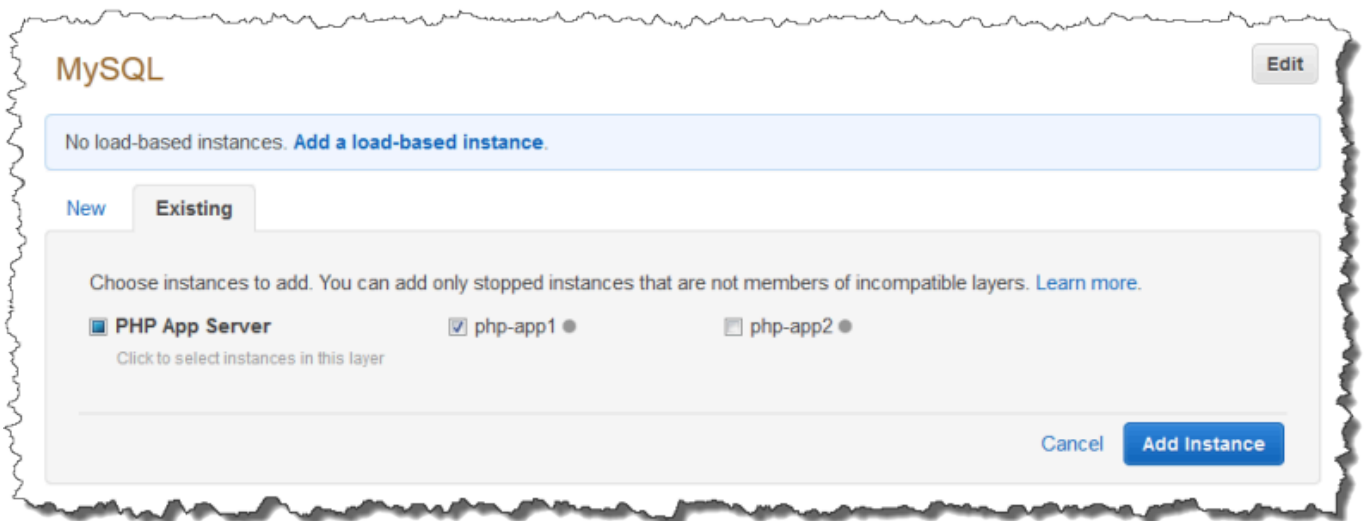 MySQL
Edit
No load-based instances. Add a load-based instance.
New
Existing
Choose instances to add. You can add only stopped instances that are not members of incompatible layers. Learn more.
PHP App Server
php-app1
php-app2
Click to select instances in this layer
Cancel
Add Instance